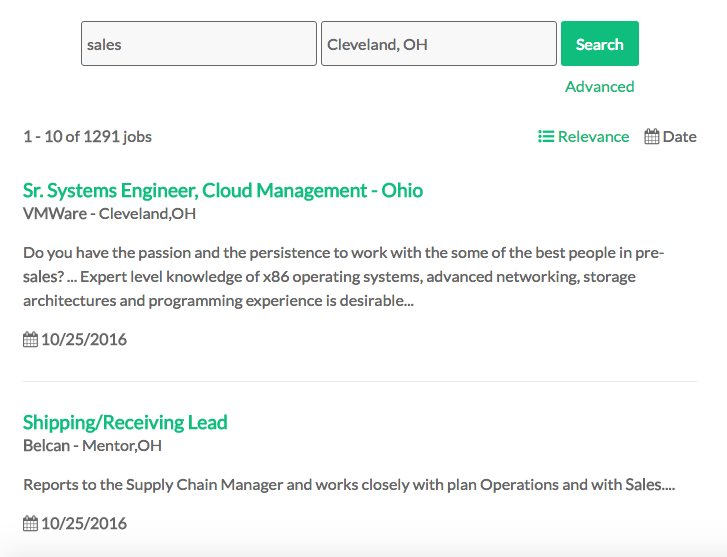 sales
Cleveland, OH
Search
Advanced
1 - 10 of 1291 jobs
Relevance
Date
Sr. Systems Engineer, Cloud Management - Ohio
VMWare - Cleveland,OH
Do you have the passion and the persistence to work with the some of the best people in pre-
sales? ... Expert level knowledge of x86 operating systems, advanced networking, storage
architectures and programming experience is desirable...
10/25/2016
Shipping/Receiving Lead
Belcan - Mentor,OH
Reports to the Supply Chain Manager and works closely with plan Operations and with Sales....
10/25/2016